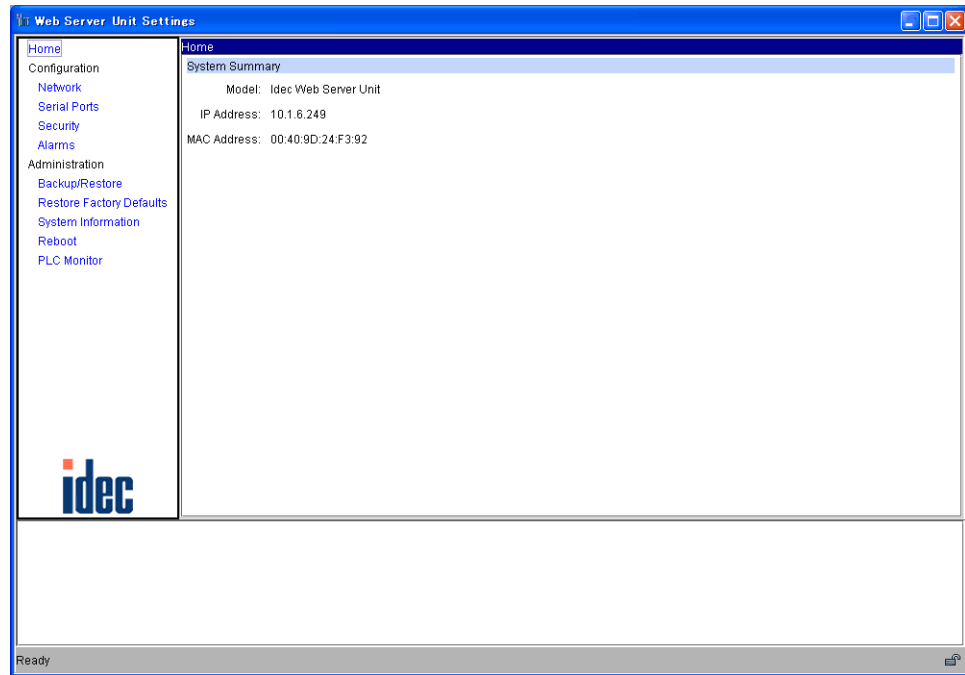 Web Server Unit Settings
Home
Configuration
Network
Serial Ports
Security
Alarms
Administration
Backup/Restore
Restore Factory Defaults
System Information
Reboot
PLC Monitor
idec
Home
System Summary
Model: Idec Web Server Unit
IP Address: 10.1.6.249
MAC Address: 00:40:9D:24:F3:92
Ready